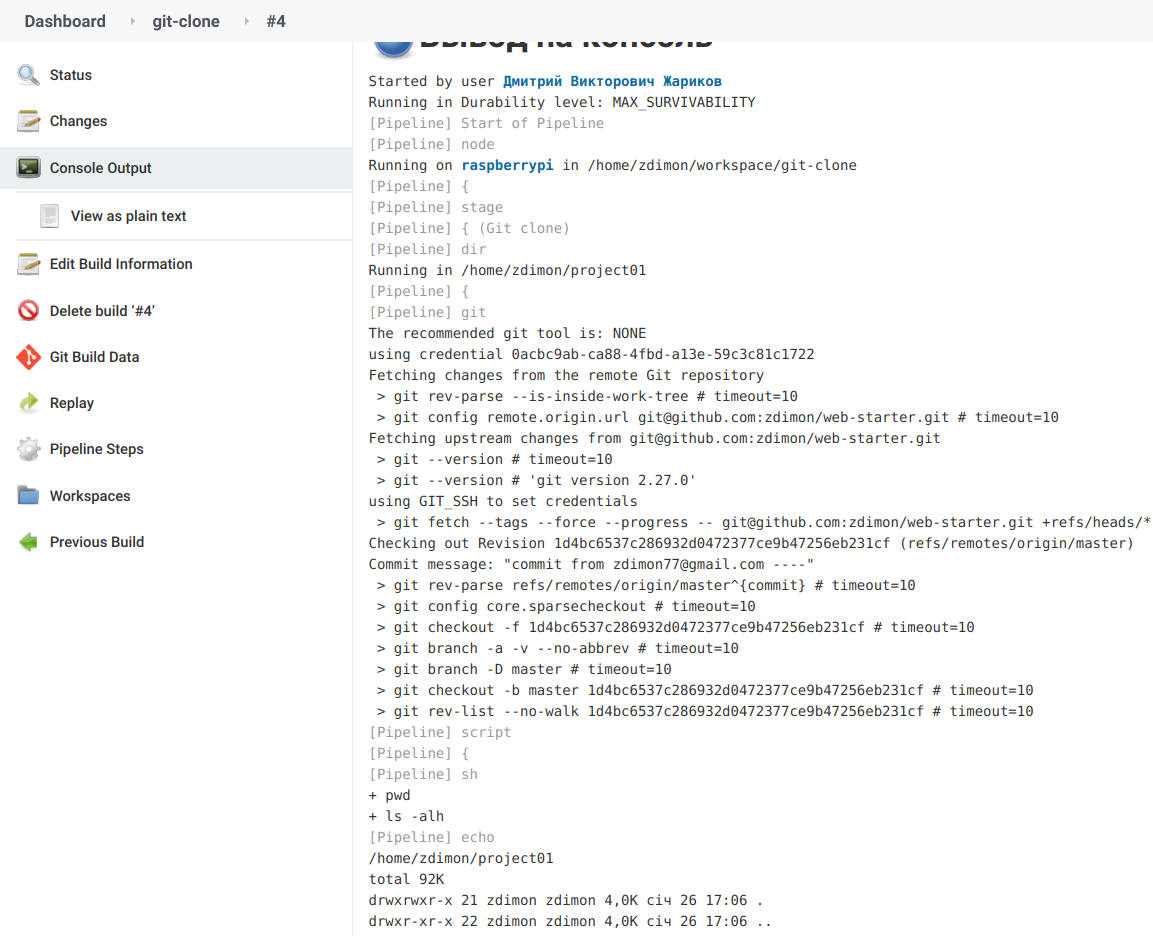 Dashboard git-clone #4
Status
Changes
Console Output
View as plain text
Edit Build Information
Delete build ‘#4’
Git Build Data
Replay
Pipeline Steps
Workspaces
Previous Build
Вывод на консоль
Started by user Дмитрий Викторович Жариков
Running in Durability level: MAX_SURVIVABILITY
[Pipeline] Start of Pipeline
[Pipeline] node
Running on raspberrypi in /home/zdimon/workspace/git-clone
[Pipeline] {
[Pipeline] stage
[Pipeline] { (Git clone)
[Pipeline] dir
Running in /home/zdimon/project01
[Pipeline] {
[Pipeline] git
The recommended git tool is: NONE
using credential 0acbc9ab-ca88-4fbd-a13e-59c3c81c1722
Fetching changes from the remote Git repository
 > git rev-parse --is-inside-work-tree # timeout=10
 > git config remote.origin.url git@github.com:zdimon/web-starter.git # timeout=10
Fetching upstream changes from git@github.com:zdimon/web-starter.git
 > git --version # timeout=10
 > git --version # 'git version 2.27.0'
using GIT_SSH to set credentials
 > git fetch --tags --force --progress -- git@github.com:zdimon/web-starter.git +refs/heads/*
Checking out Revision 1d4bc6537c286932d0472377ce9b47256eb231cf (refs/remotes/origin/master)
Commit message: "commit from zdimon77@gmail.com ----"
 > git rev-parse refs/remotes/origin/master^{commit} # timeout=10
 > git config core.sparsecheckout # timeout=10
 > git checkout -f 1d4bc6537c286932d0472377ce9b47256eb231cf # timeout=10
 > git branch -a -v --no-abbrev # timeout=10
 > git branch -D master # timeout=10
 > git checkout -b master 1d4bc6537c286932d0472377ce9b47256eb231cf # timeout=10
 > git rev-list --no-walk 1d4bc6537c286932d0472377ce9b47256eb231cf # timeout=10
[Pipeline] script
[Pipeline] {
[Pipeline] sh
+ pwd
+ ls -alh
[Pipeline] echo
/home/zdimon/project01
total 92K
drwxrwxr-x 21 zdimon zdimon 4,0K січ 26 17:06 .
drwxr-xr-x 22 zdimon zdimon 4,0K січ 26 17:06 ..